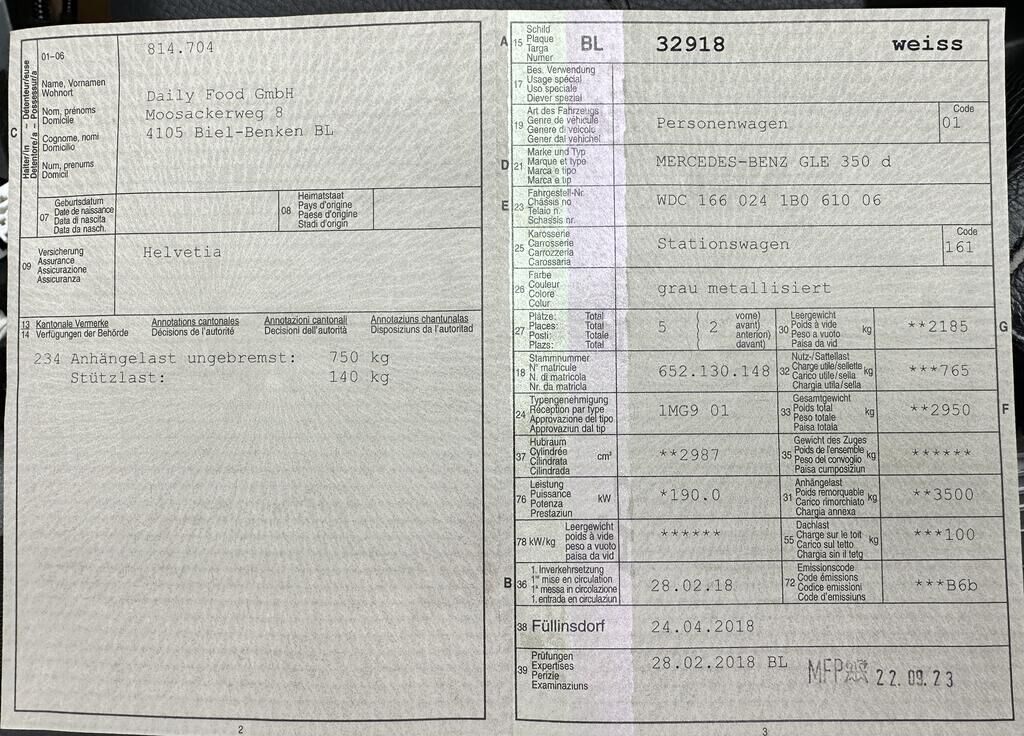 C
Halter/in – Détenteur/euse
Detentore/a – Possessur/a
01-06
814.704
Name, Vornamen
Wohnort
Nom, prénoms
Domicile
Cognome, nomi
Domicilio
Num, prenums
Domicil
Daily Food GmbH
Moosackerweg 8
4105 Biel-Benken BL
07
Geburtsdatum
Date de naissance
Data di nascita
Data da nasch.
08
Heimatstaat
Pays d'origine
Paese d'origine
Stadi d'origin
09
Versicherung
Assurance
Assicurazione
Assicuranza
Helvetia
13 Kantonale Vermerke Annotations cantonales Annotazioni cantonali Annotaziuns chantunalas
14 Verfügungen der Behörde Décisions de l'autorité Decisioni dell'autorità Disposiziuns da l'autoritad
234 Anhängelast ungebremst: 750 kg
Stützlast: 140 kg
2
A 15
Schild
Plaque
Targa
Numer
BL 32918 weiss
17
Bes. Verwendung
Usage spécial
Uso speciale
Diever spezial
19
Art des Fahrzeugs
Genre de véhicule
Genere di veicolo
Gener dal vehichel
Personenwagen
Code
01
D 21
Marke und Typ
Marque et type
Marca e tipo
Marca e tip
MERCEDES-BENZ GLE 350 d
E 23
Fahrgestell-Nr.
Châssis no
Telaio n.
Schassis nr.
WDC 166 024 1B0 610 06
25
Karosserie
Carrosserie
Carrozzeria
Carossaria
Stationswagen
Code
161
26
Farbe
Couleur
Colore
Colur
grau metallisiert
27
Plätze: Total
Places: Total
Posti: Totale
Plazs: Total
5 ( 2
vorne)
avant)
anteriori)
davant)
30
Leergewicht
Poids à vide
Peso a vuoto
Paisa da vid
kg
**2185
G
18
Stammnummer
N° matricule
N. di matricola
Nr. da matricla
652.130.148
32
Nutz-/Sattellast
Charge utile/sellette
Carico utile/sella
Chargia utila/sella
kg
***765
24
Typengenehmigung
Réception par type
Approvazione del tipo
Approvaziun dal tip
1MG9 01
33
Gesamtgewicht
Poids total
Peso totale
Paisa totala
kg
**2950
F
37
Hubraum
Cylindrée
Cilindrata
Cilindrada
cm³
**2987
35
Gewicht des Zuges
Poids de l'ensemble
Peso del convoglio
Paisa cumposiziun
kg
******
76
Leistung
Puissance
Potenza
Prestaziun
kW
*190.0
31
Anhängelast
Poids remorquable
Carico rimorchiato
Chargia annexa
kg
**3500
78 kW/kg
Leergewicht
poids à vide
peso a vuoto
paisa da vid
******
55
Dachlast
Charge sur le toit
Carico sul tetto
Chargia sin il tetg
kg
***100
B 36
1. Inverkehrsetzung
1re mise en circulation
1a messa in circolazione
1. entrada en circulaziun
28.02.18
72
Emissionscode
Code émissions
Codice emissioni
Code d'emissiuns
***B6b
38 Füllinsdorf 24.04.2018
39
Prüfungen
Expertises
Perizie
Examinaziuns
28.02.2018 BL MFP 22.09.23
3